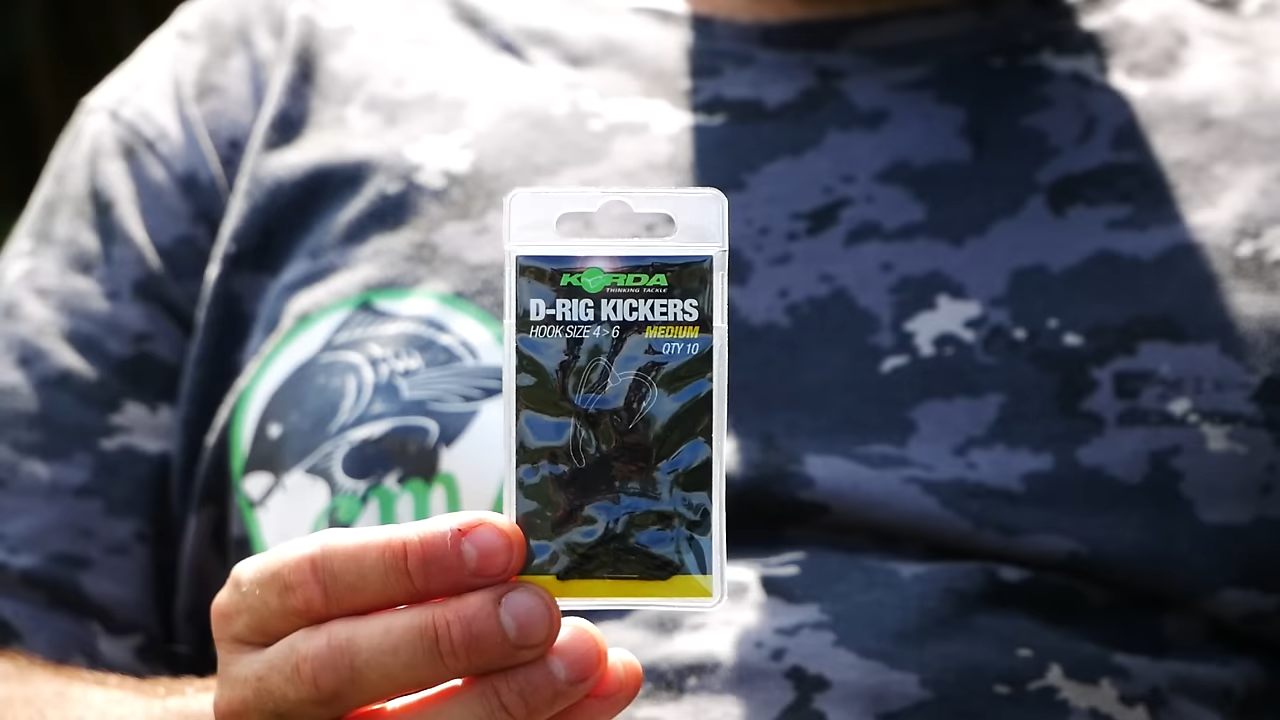 KORDA
THINKING TACKLE
D-RIG KICKERS
HOOK SIZE 4 > 6 MEDIUM
QTY 10